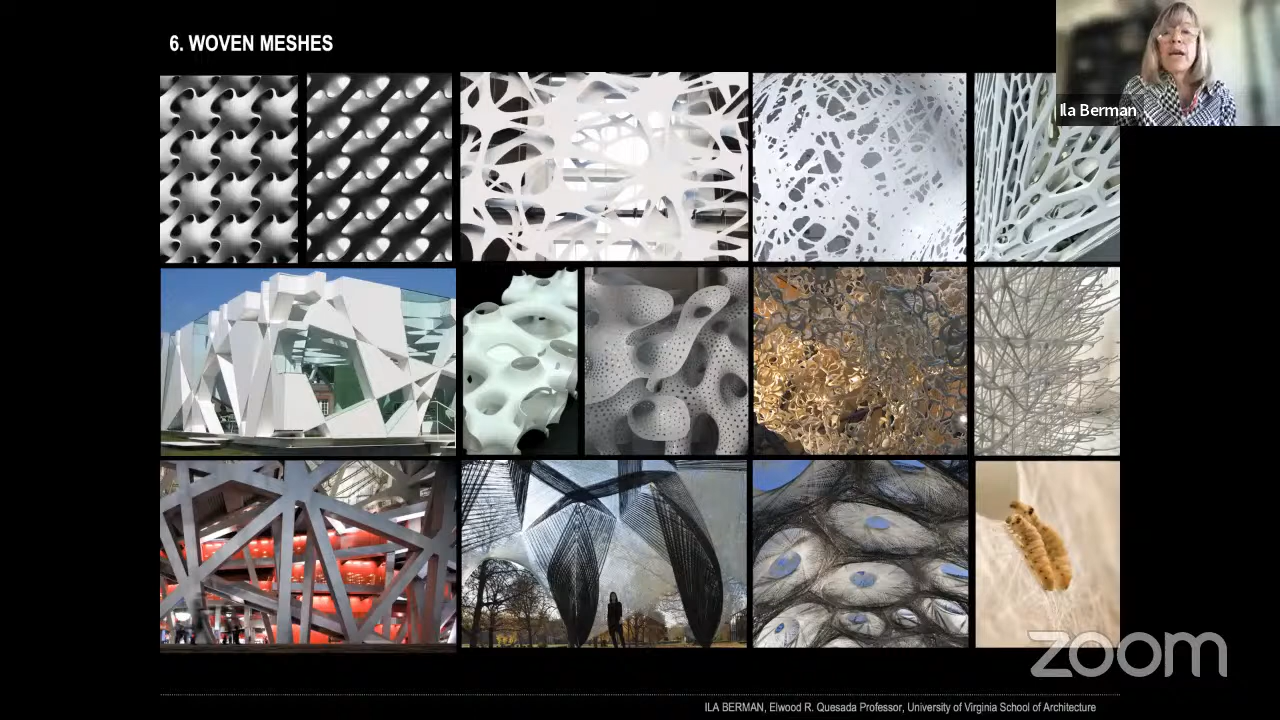 6. WOVEN MESHES
Ila Berman
zoom
ILA BERMAN, Elwood R. Quesada Professor, University of Virginia School of Architecture